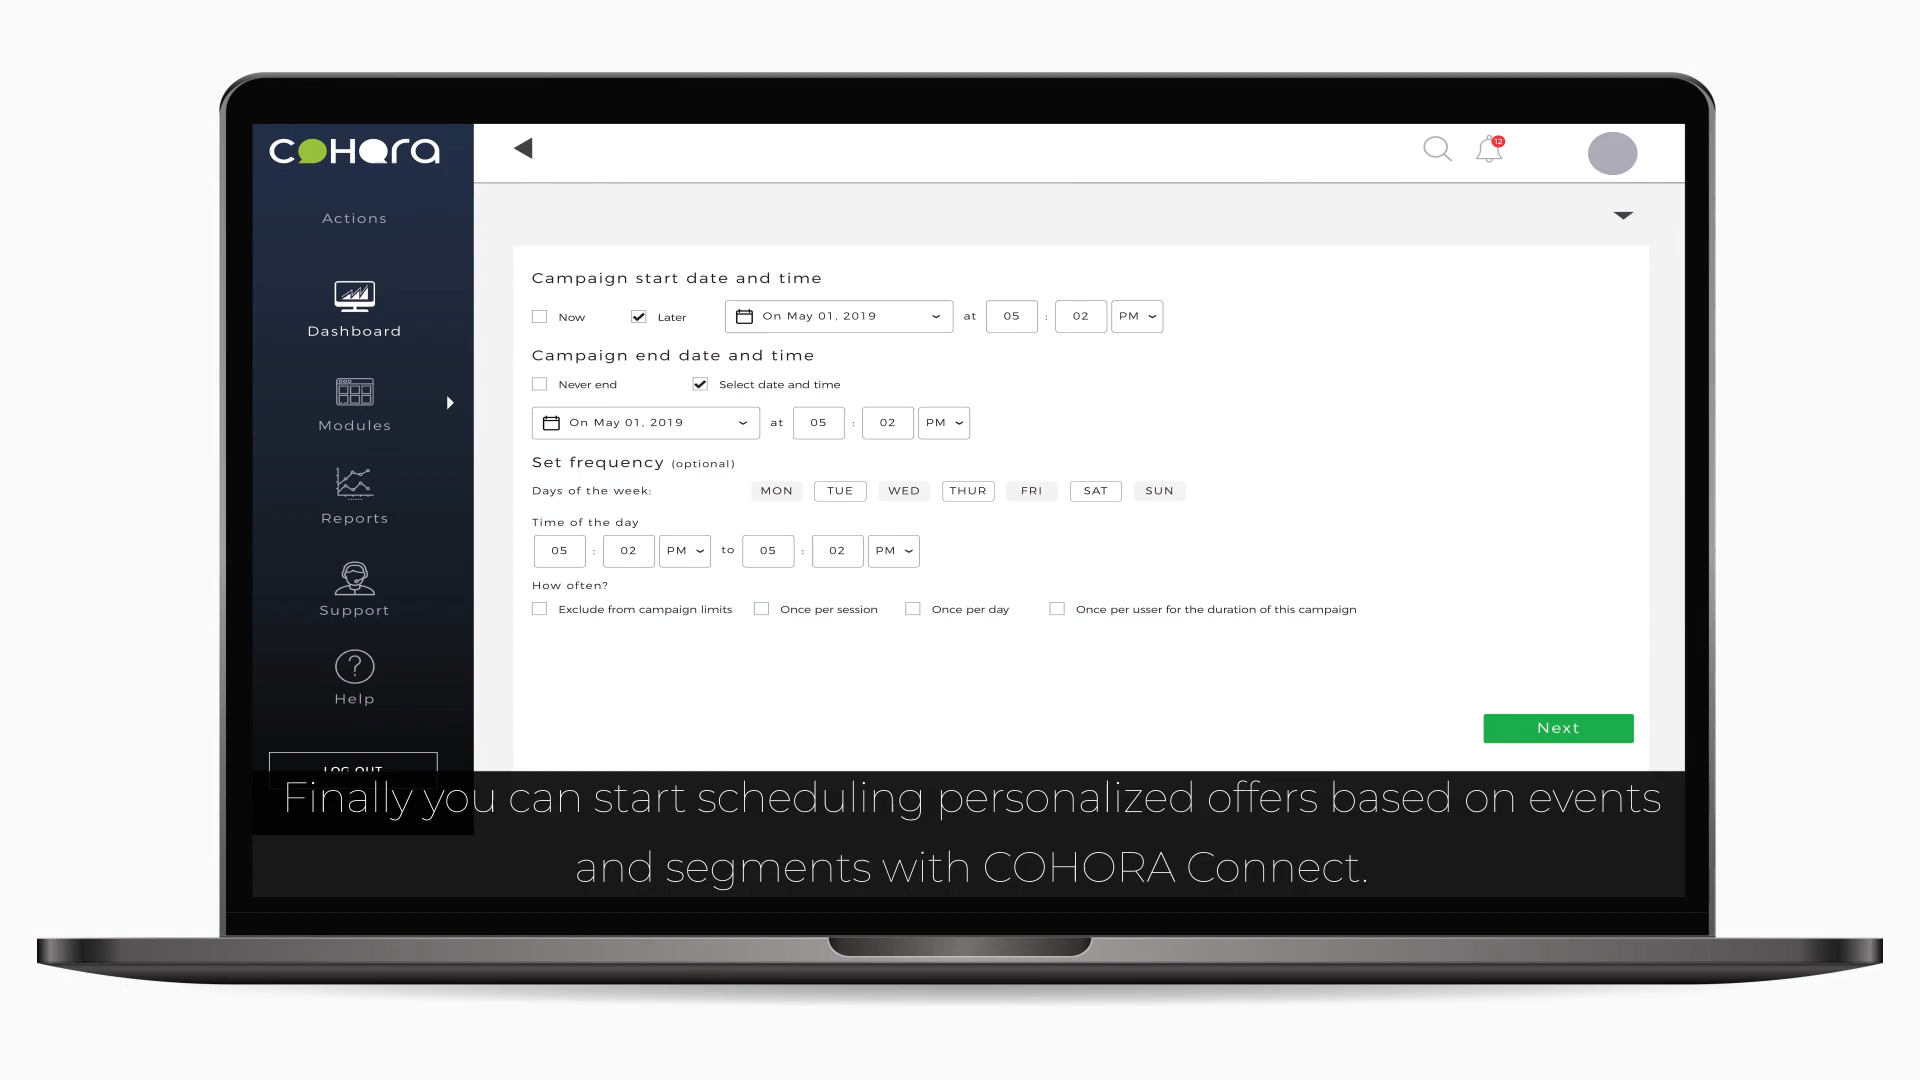 COHORA
12
Actions
Dashboard
Modules
Reports
Support
Help
LOG OUT
Campaign start date and time
Now Later On May 01, 2019 at 05 : 02 PM
Campaign end date and time
Never end Select date and time
On May 01, 2019 at 05 : 02 PM
Set frequency (optional)
Days of the week: MON TUE WED THUR FRI SAT SUN
Time of the day
05 : 02 PM to 05 : 02 PM
How often?
Exclude from campaign limits Once per session Once per day Once per usser for the duration of this campaign
Next
Finally you can start scheduling personalized offers based on events
and segments with COHORA Connect.